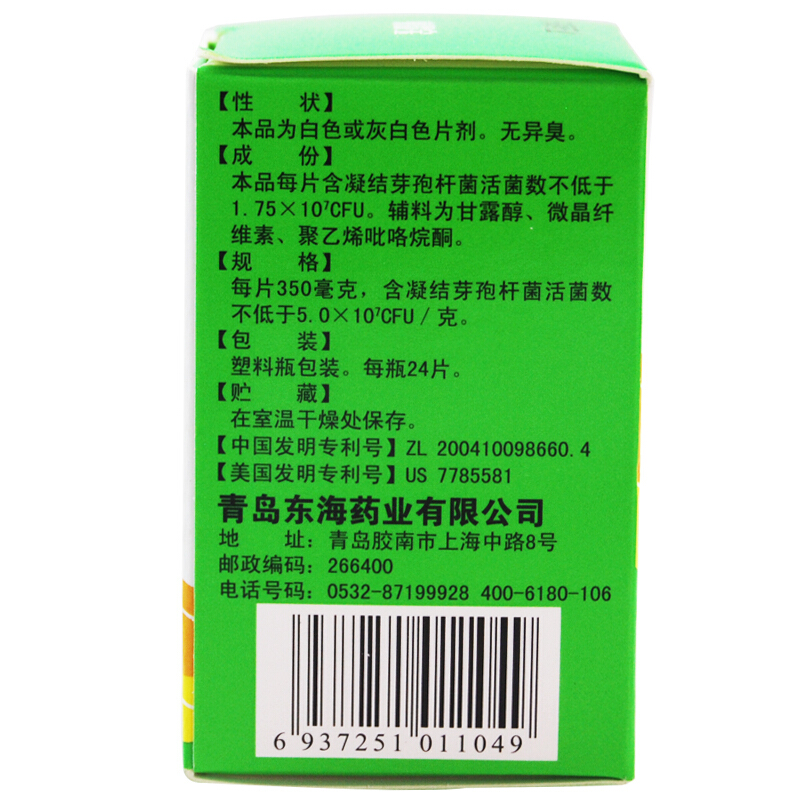 【性　　状】
本品为白色或灰白色片剂。无异臭。
【成　　份】
本品每片含凝结芽孢杆菌活菌数不低于
1.75×10⁷CFU。辅料为甘露醇、微晶纤
维素、聚乙烯吡咯烷酮。
【规　　格】
每片350毫克，含凝结芽孢杆菌活菌数
不低于5.0×10⁷CFU／克。
【包　　装】
塑料瓶包装。每瓶24片。
【贮　　藏】
在室温干燥处保存。
【中国发明专利号】ZL 200410098660.4
【美国发明专利号】US 7785581
青岛东海药业有限公司
地　　址：青岛胶南市上海中路8号
邮政编码：266400
电话号码：0532-87199928 400-6180-106
6 937251 011049